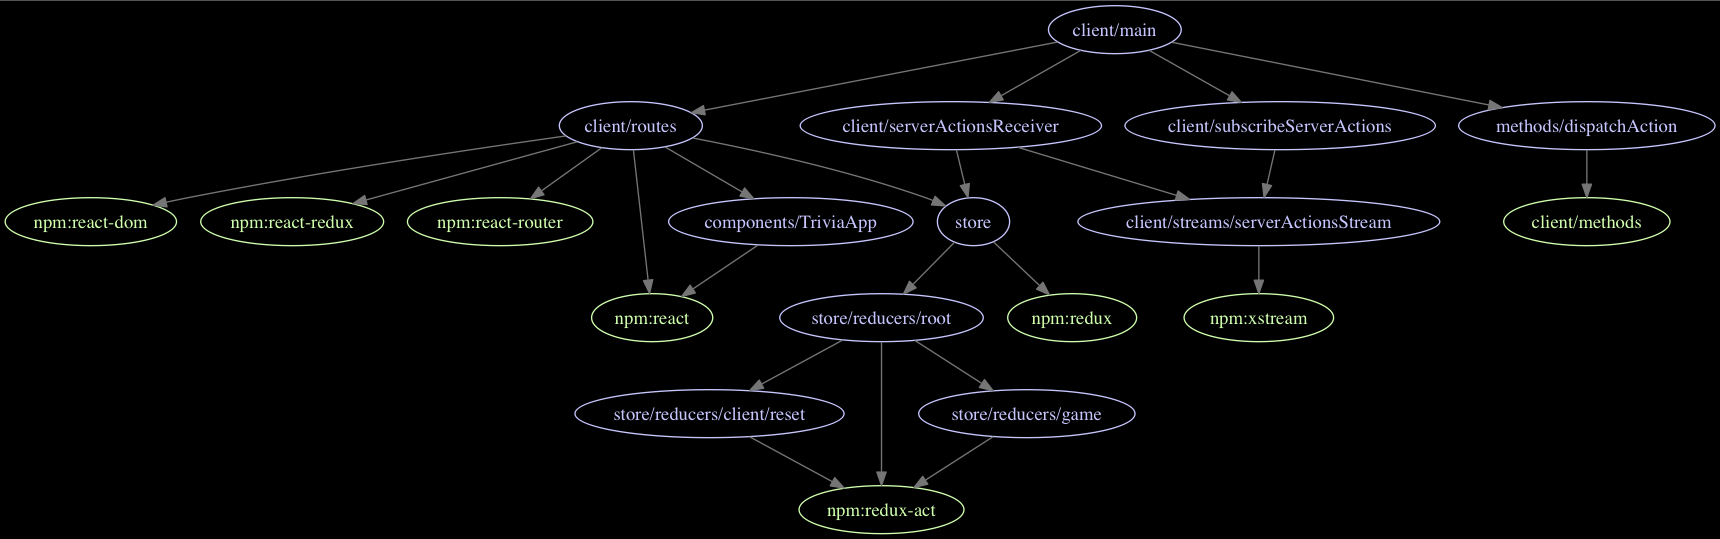 client/main
client/routes
client/serverActionsReceiver
client/subscribeServerActions
methods/dispatchAction
npm:react-dom
npm:react-redux
npm:react-router
components/TriviaApp
store
client/streams/serverActionsStream
client/methods
npm:react
store/reducers/root
npm:redux
npm:xstream
store/reducers/client/reset
store/reducers/game
npm:redux-act